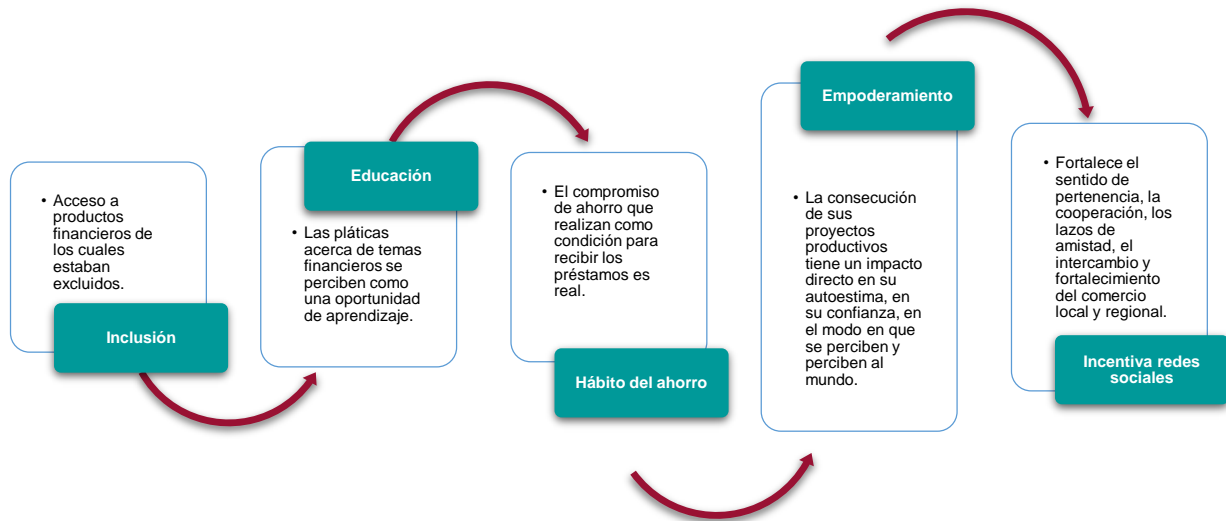 • Acceso a
productos
financieros de
los cuales
estaban
excluidos.
Inclusión
Educación
• Las pláticas
acerca de temas
financieros se
perciben como
una oportunidad
de aprendizaje.
• El compromiso
de ahorro que
realizan como
condición para
recibir los
préstamos es
real.
Hábito del ahorro
Empoderamiento
• La consecución
de sus
proyectos
productivos
tiene un impacto
directo en su
autoestima, en
su confianza, en
el modo en que
se perciben y
perciben al
mundo.
• Fortalece el
sentido de
pertenencia, la
cooperación, los
lazos de
amistad, el
intercambio y
fortalecimiento
del comercio
local y regional.
Incentiva redes
sociales